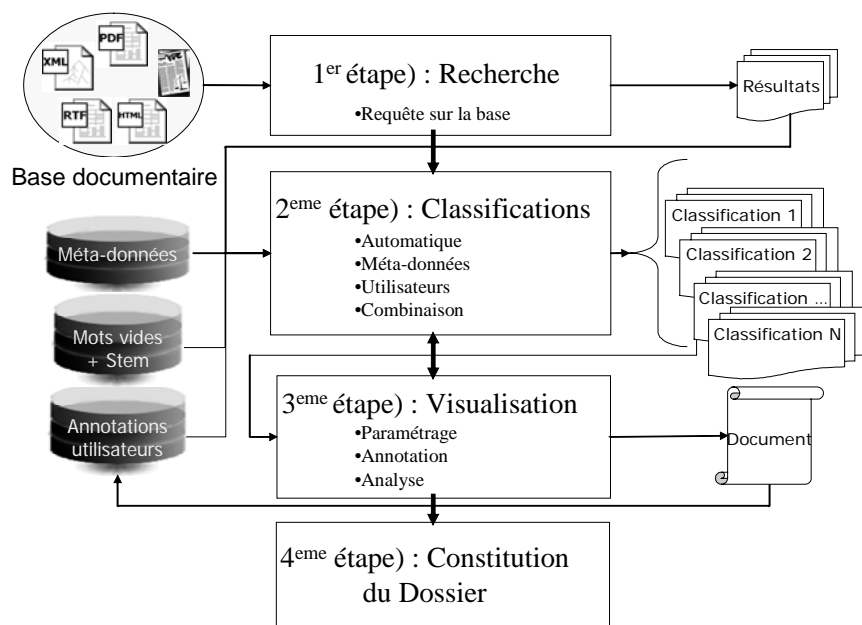 PDF
XML
RTF
HTML
Base documentaire
1er étape) : Recherche
•Requête sur la base
Résultats
Méta-données
Mots vides
+ Stem
Annotations
utilisateurs
2eme étape) : Classifications
•Automatique
•Méta-données
•Utilisateurs
•Combinaison
Classification 1
Classification 2
Classification ...
Classification N
3eme étape) : Visualisation
•Paramétrage
•Annotation
•Analyse
Document
4eme étape) : Constitution
du Dossier